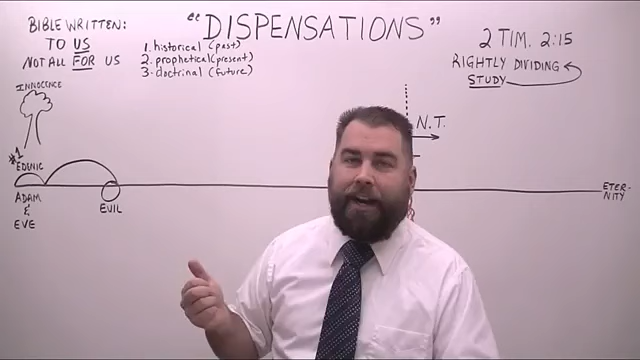 BIBLE WRITTEN:
TO US
NOT ALL FOR US
"DISPENSATIONS"
1. historical (past)
2. prophetical (present)
3. doctrinal (future)
2 TIM. 2:15
RIGHTLY DIVIDING
STUDY
INNOCENCE
#1
EDENIC
ADAM
&
EVE
EVIL
N.T.
ETER-
NITY